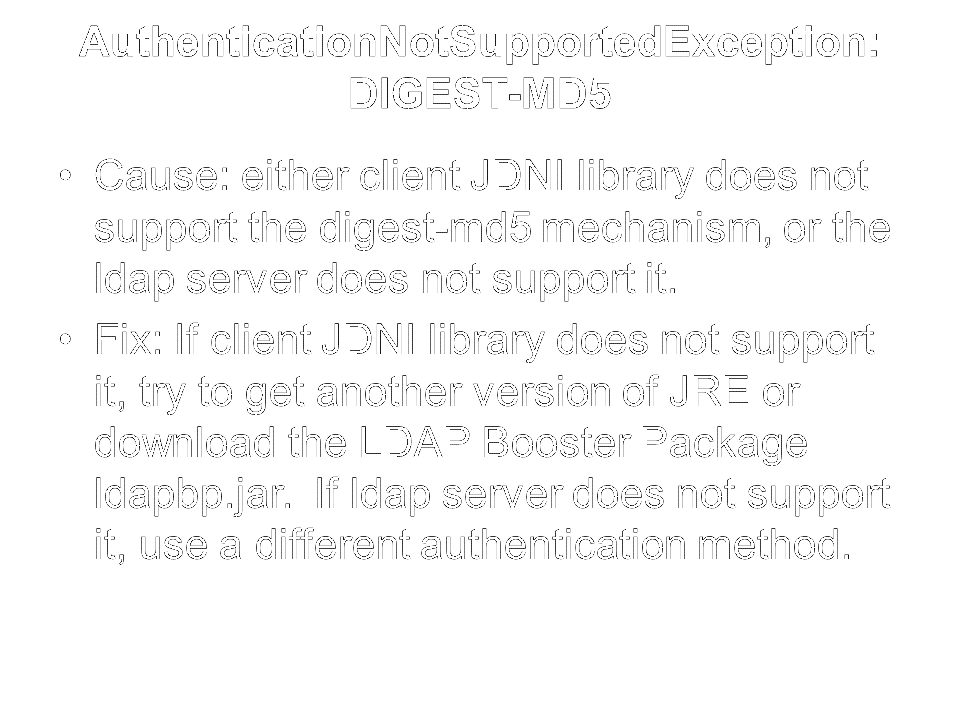 AuthenticationNotSupportedException:
DIGEST-MD5
• Cause: either client JDNI library does not
support the digest-md5 mechanism, or the
ldap server does not support it.
• Fix: If client JDNI library does not support
it, try to get another version of JRE or
download the LDAP Booster Package
ldapbp.jar.  If ldap server does not support
it, use a different authentication method.